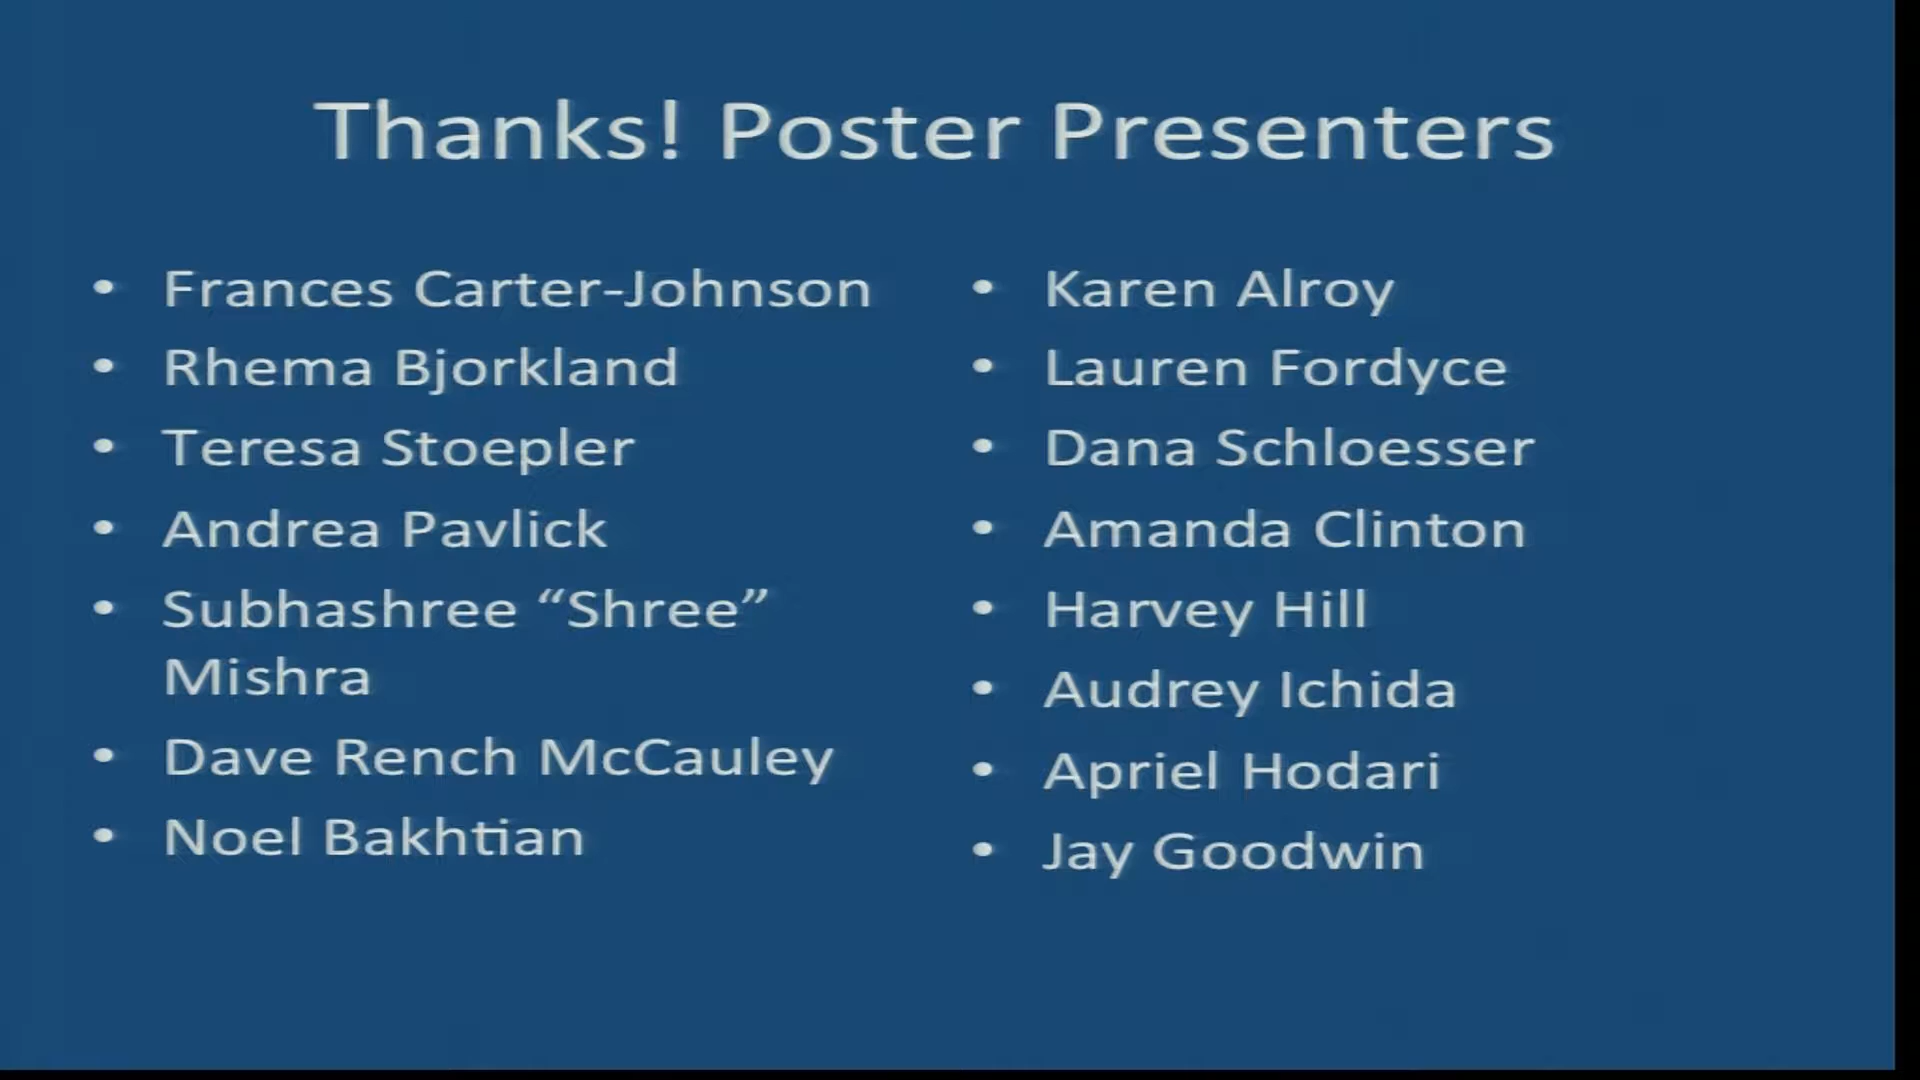 Thanks! Poster Presenters
• Frances Carter-Johnson
• Rhema Bjorkland
• Teresa Stoepler
• Andrea Pavlick
• Subhashree “Shree”
Mishra
• Dave Rench McCauley
• Noel Bakhtian
• Karen Alroy
• Lauren Fordyce
• Dana Schloesser
• Amanda Clinton
• Harvey Hill
• Audrey Ichida
• Apriel Hodari
• Jay Goodwin